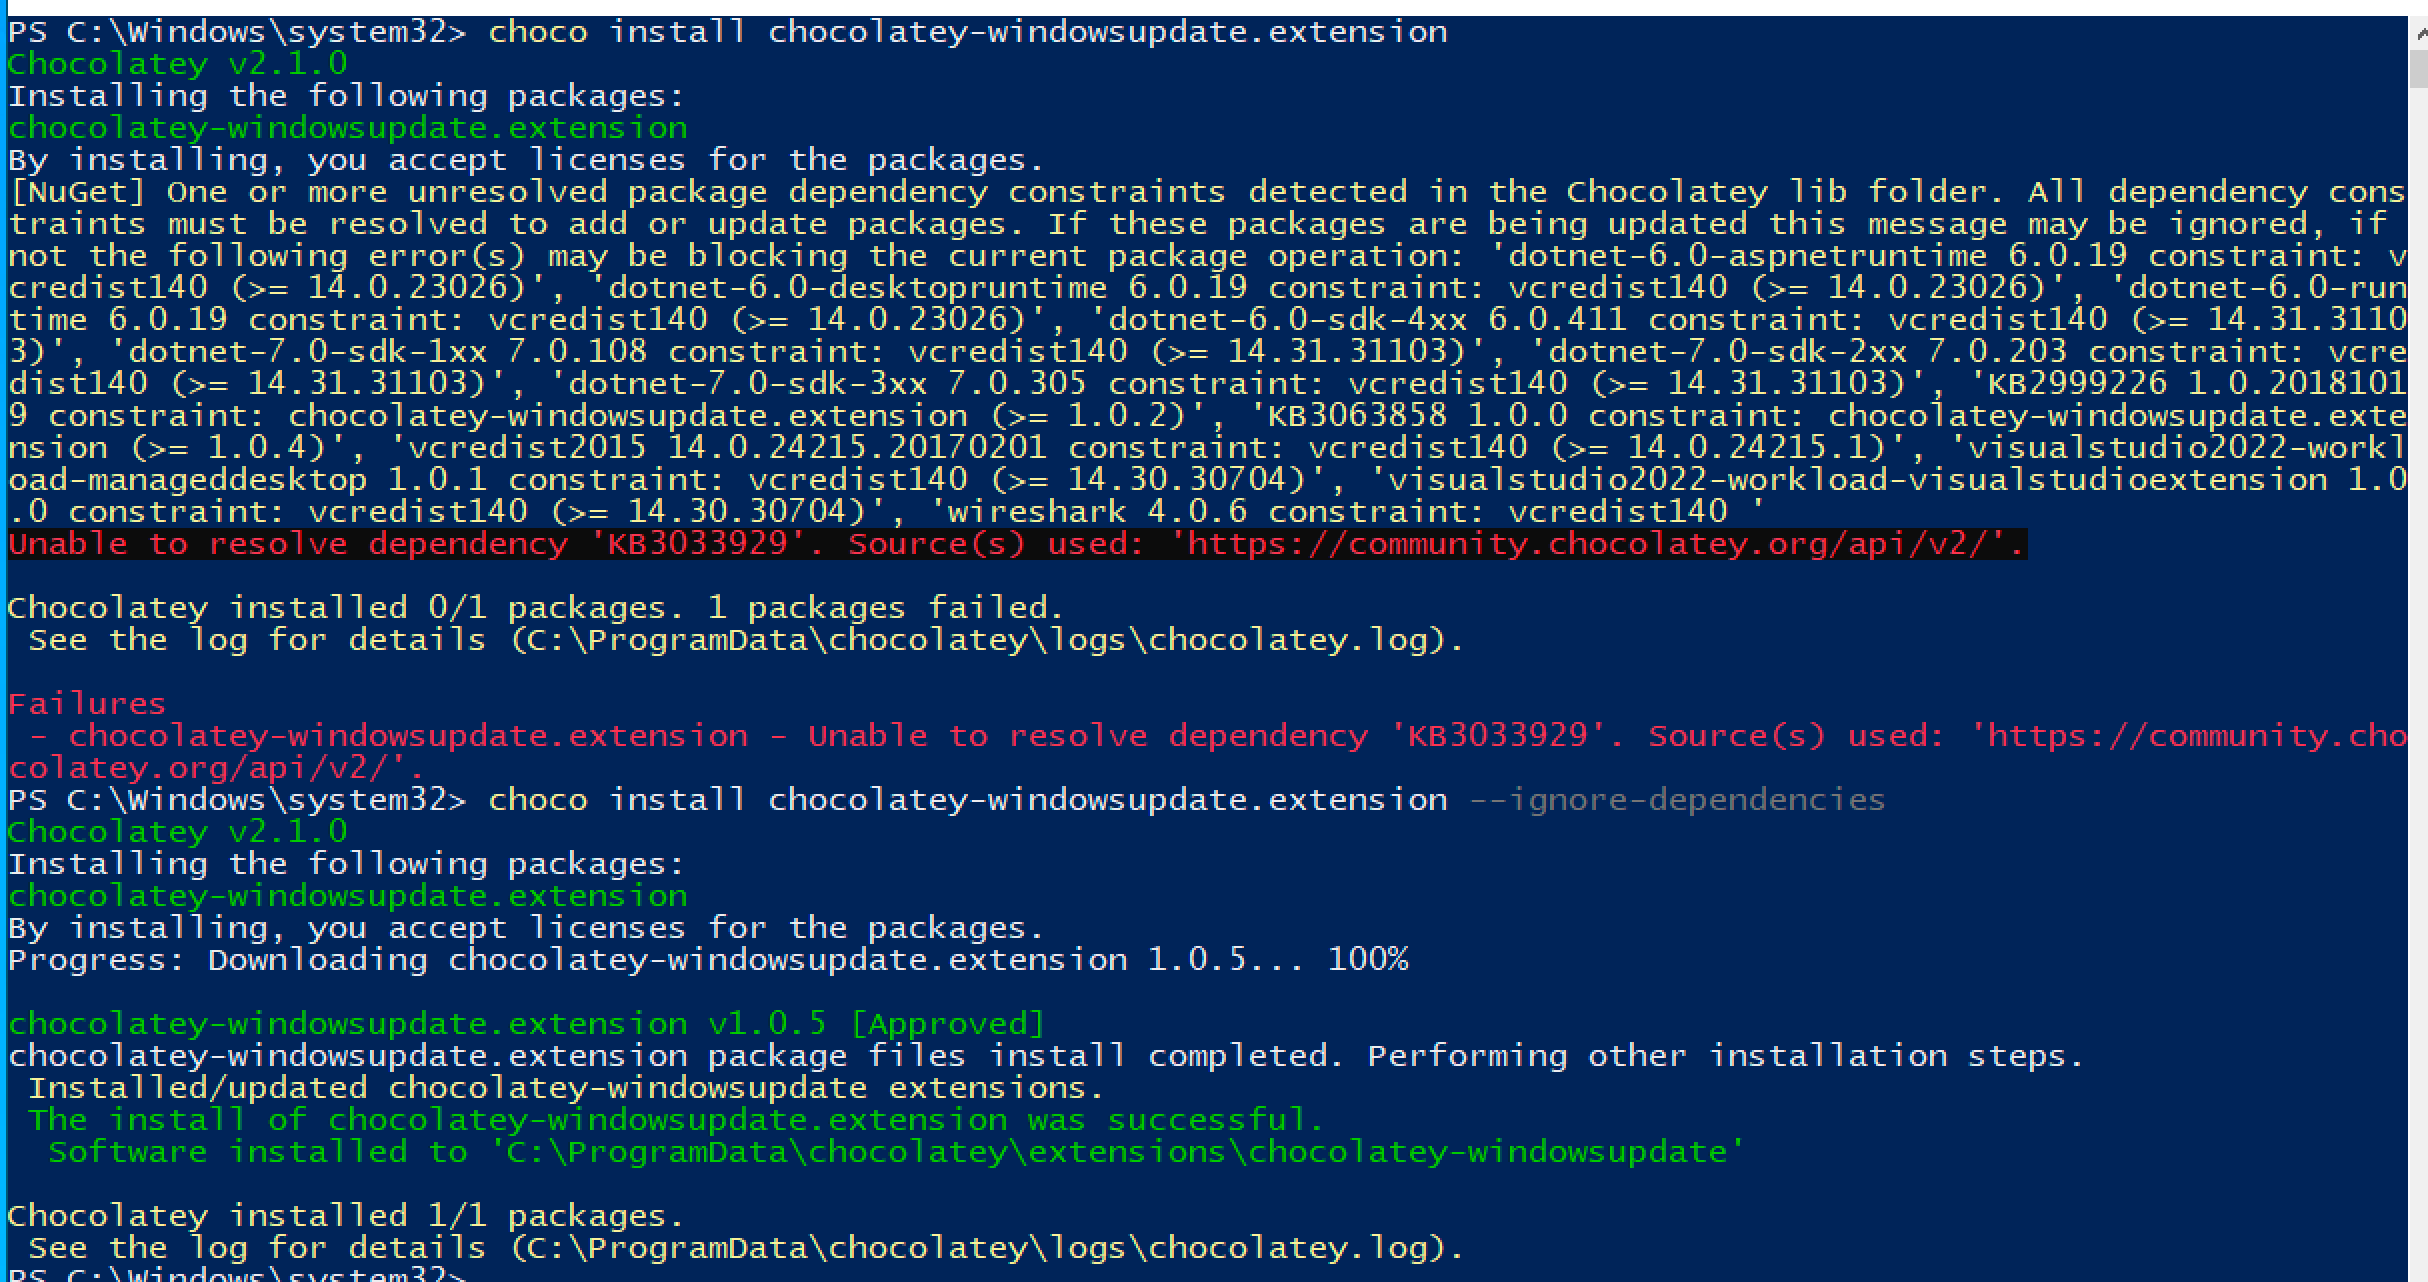 PS C:\Windows\system32> choco install chocolatey-windowsupdate.extension
Chocolatey v2.1.0
Installing the following packages:
chocolatey-windowsupdate.extension
By installing, you accept licenses for the packages.
[NuGet] One or more unresolved package dependency constraints detected in the Chocolatey lib folder. All dependency cons
traints must be resolved to add or update packages. If these packages are being updated this message may be ignored, if
not the following error(s) may be blocking the current package operation: 'dotnet-6.0-aspnetruntime 6.0.19 constraint: v
credist140 (>= 14.0.23026)', 'dotnet-6.0-desktopruntime 6.0.19 constraint: vcredist140 (>= 14.0.23026)', 'dotnet-6.0-run
time 6.0.19 constraint: vcredist140 (>= 14.0.23026)', 'dotnet-6.0-sdk-4xx 6.0.411 constraint: vcredist140 (>= 14.31.3110
3)', 'dotnet-7.0-sdk-1xx 7.0.108 constraint: vcredist140 (>= 14.31.31103)', 'dotnet-7.0-sdk-2xx 7.0.203 constraint: vcre
dist140 (>= 14.31.31103)', 'dotnet-7.0-sdk-3xx 7.0.305 constraint: vcredist140 (>= 14.31.31103)', 'KB2999226 1.0.2018101
9 constraint: chocolatey-windowsupdate.extension (>= 1.0.2)', 'KB3063858 1.0.0 constraint: chocolatey-windowsupdate.exte
nsion (>= 1.0.4)', 'vcredist2015 14.0.24215.20170201 constraint: vcredist140 (>= 14.0.24215.1)', 'visualstudio2022-workl
oad-manageddesktop 1.0.1 constraint: vcredist140 (>= 14.30.30704)', 'visualstudio2022-workload-visualstudioextension 1.0
.0 constraint: vcredist140 (>= 14.30.30704)', 'wireshark 4.0.6 constraint: vcredist140 '
Unable to resolve dependency 'KB3033929'. Source(s) used: 'https://community.chocolatey.org/api/v2/'.
Chocolatey installed 0/1 packages. 1 packages failed.
See the log for details (C:\ProgramData\chocolatey\logs\chocolatey.log).
Failures
- chocolatey-windowsupdate.extension - Unable to resolve dependency 'KB3033929'. Source(s) used: 'https://community.cho
colatey.org/api/v2/'.
PS C:\Windows\system32> choco install chocolatey-windowsupdate.extension --ignore-dependencies
Chocolatey v2.1.0
Installing the following packages:
chocolatey-windowsupdate.extension
By installing, you accept licenses for the packages.
Progress: Downloading chocolatey-windowsupdate.extension 1.0.5... 100%
chocolatey-windowsupdate.extension v1.0.5 [Approved]
chocolatey-windowsupdate.extension package files install completed. Performing other installation steps.
Installed/updated chocolatey-windowsupdate extensions.
The install of chocolatey-windowsupdate.extension was successful.
Software installed to 'C:\ProgramData\chocolatey\extensions\chocolatey-windowsupdate'
Chocolatey installed 1/1 packages.
See the log for details (C:\ProgramData\chocolatey\logs\chocolatey.log).
PS C:\Windows\system32>